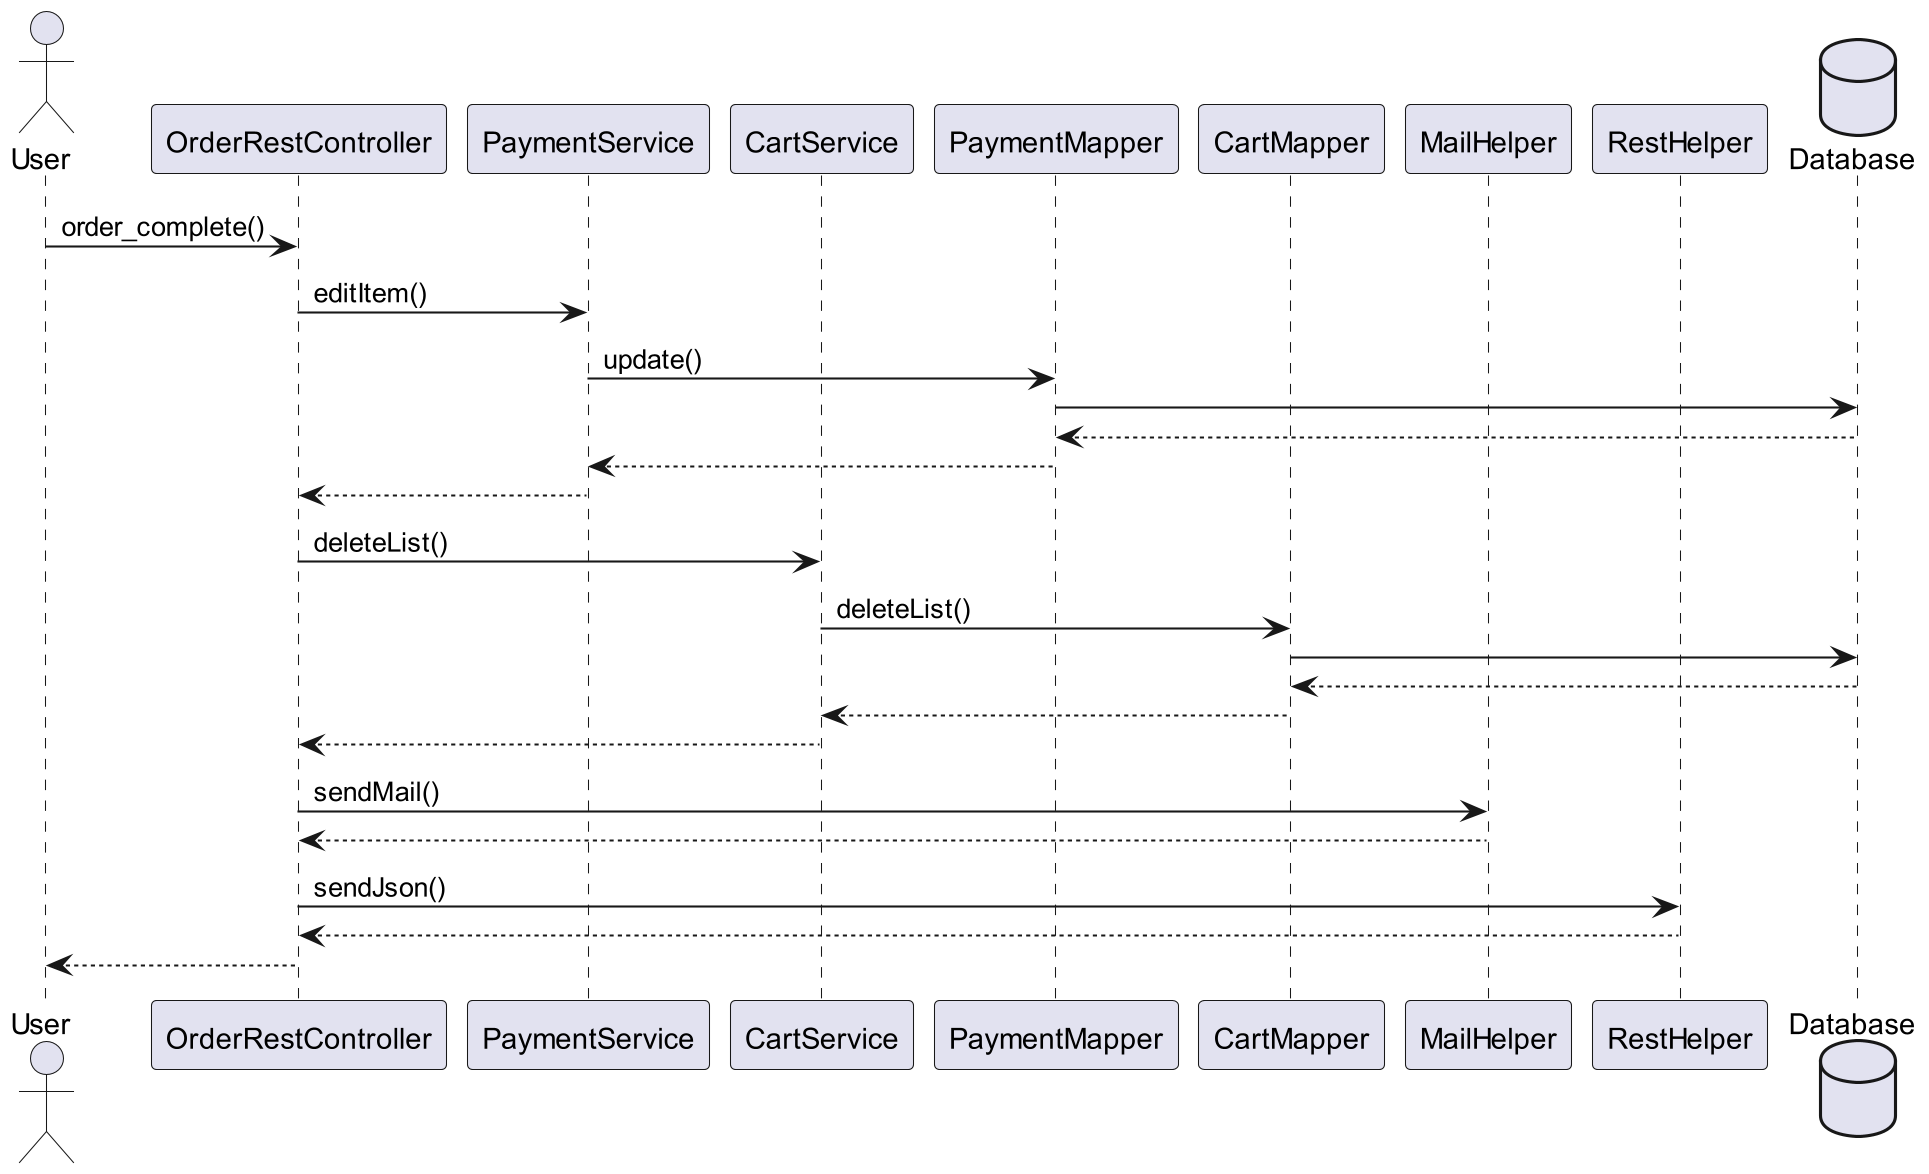 User
OrderRestController
PaymentService
CartService
PaymentMapper
CartMapper
MailHelper
RestHelper
Database
order_complete()
editItem()
update()
deleteList()
deleteList()
sendMail()
sendJson()
User
OrderRestController
PaymentService
CartService
PaymentMapper
CartMapper
MailHelper
RestHelper
Database